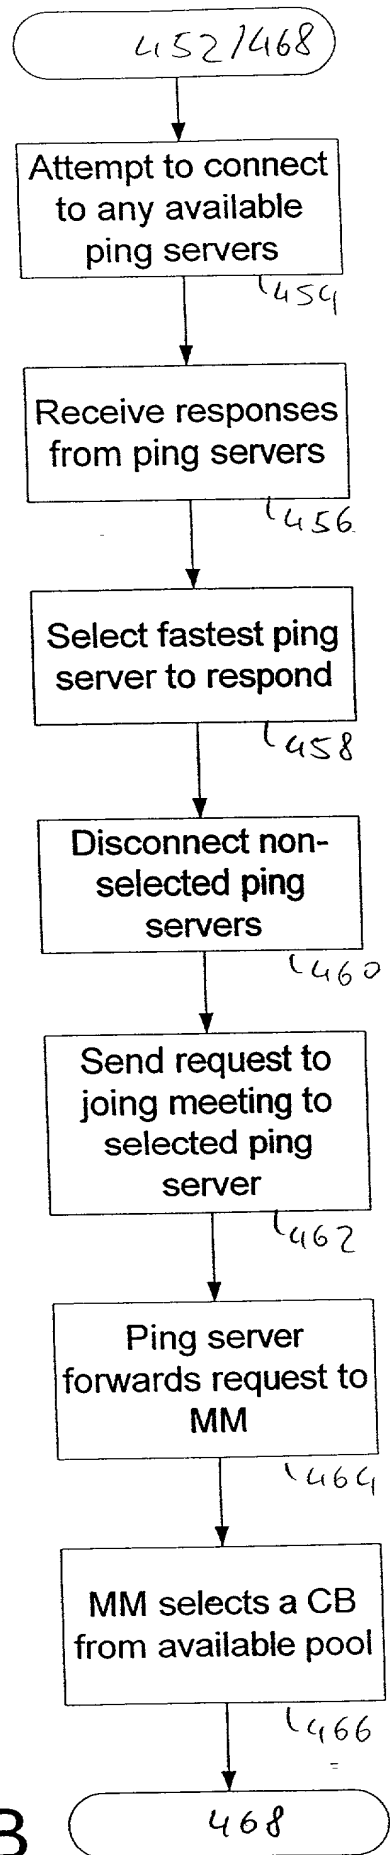 452/468
Attempt to connect
to any available
ping servers
454
Receive responses
from ping servers
456
Select fastest ping
server to respond
458
Disconnect non-
selected ping
servers
460
Send request to
joing meeting to
selected ping
server
462
Ping server
forwards request to
MM
464
MM selects a CB
from available pool
466
468
B